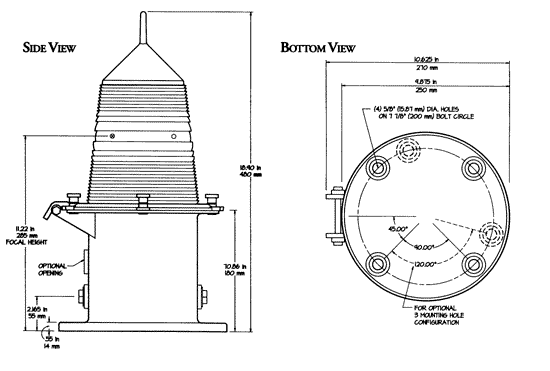 SIDE VIEW
BOTTOM VIEW
10.625 in
270 mm
9.875 in
250 mm
(4) 5/8" (15.87 mm) DIA. HOLES
ON 7 7/8" (200 mm) BOLT CIRCLE
18.90 in
480 mm
11.22 in
285 mm
FOCAL HEIGHT
OPTIONAL
OPENING
70.86 in
180 mm
2.165 in
55 mm
.55 in
14 mm
45.00°
90.00°
120.00°
FOR OPTIONAL
3 MOUNTING HOLE
CONFIGURATION